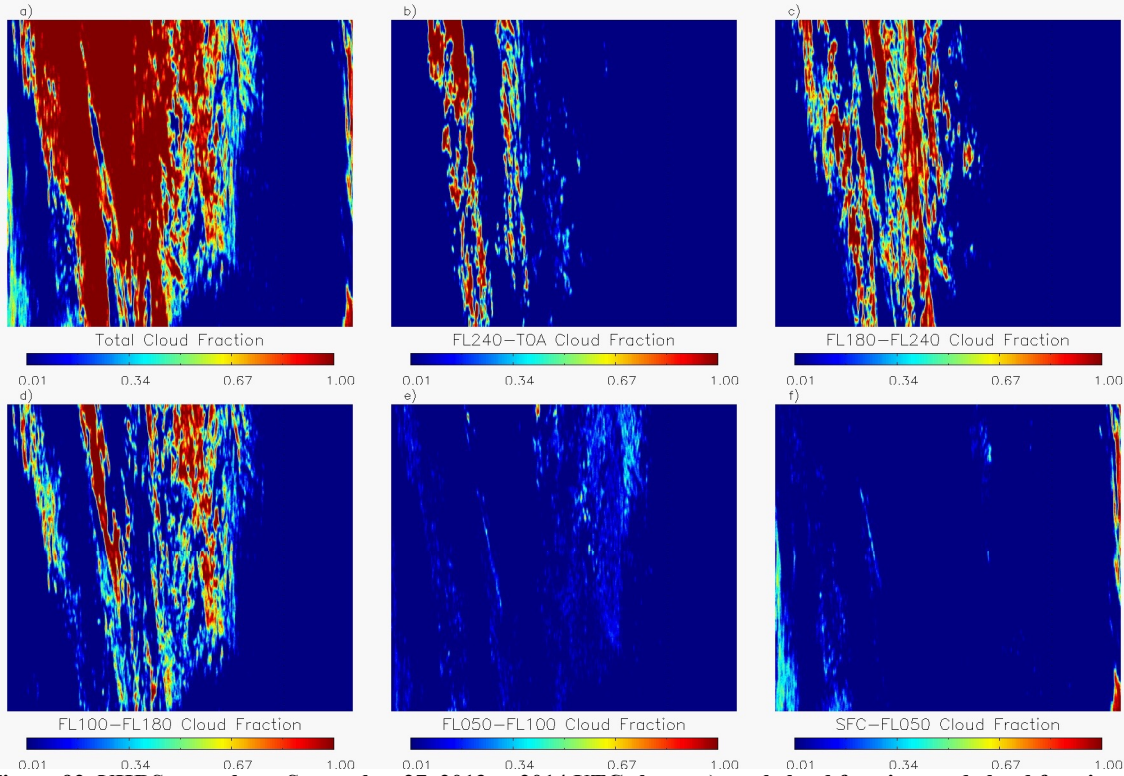 a)
b)
c)
Total Cloud Fraction
FL240-TOA Cloud Fraction
FL180-FL240 Cloud Fraction
0.01 0.34 0.67 1.00
0.01 0.34 0.67 1.00
0.01 0.34 0.67 1.00
d)
e)
f)
FL100-FL180 Cloud Fraction
FL050-FL100 Cloud Fraction
SFC-FL050 Cloud Fraction
0.01 0.34 0.67 1.00
0.01 0.34 0.67 1.00
0.01 0.34 0.67 1.00